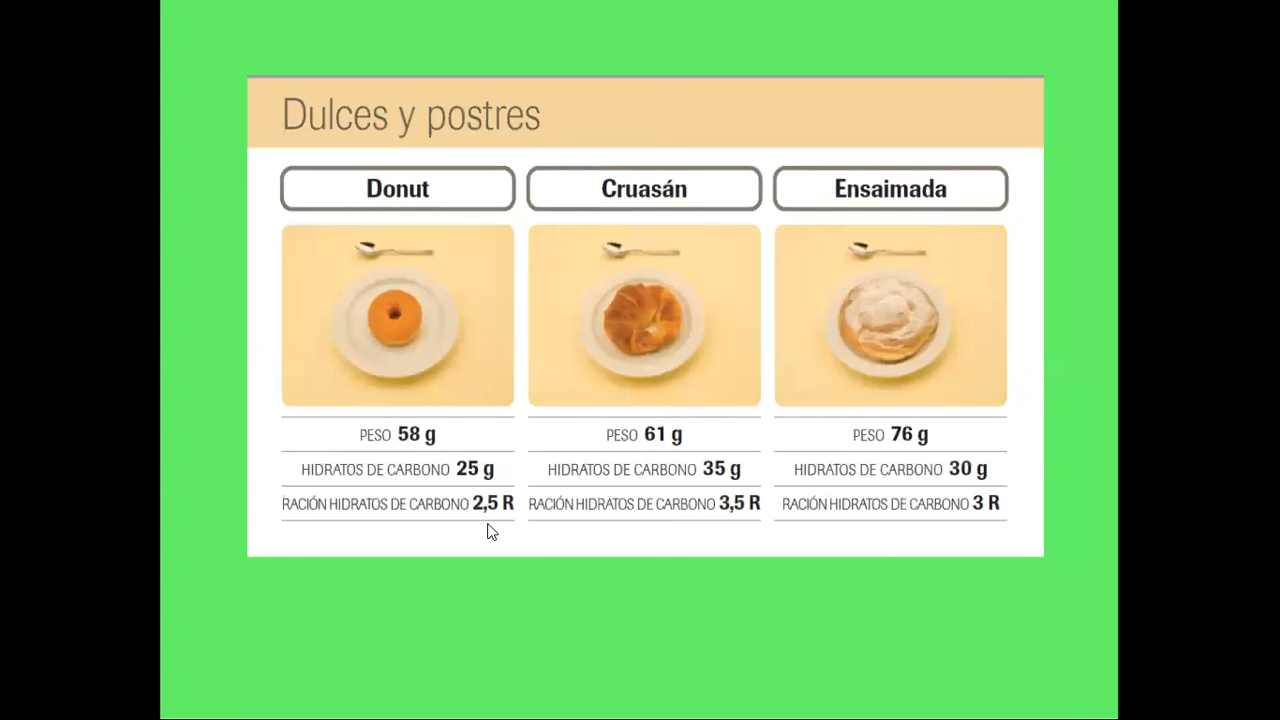 Dulces y postres
Donut
Cruasán
Ensaimada
PESO 58 g
PESO 61 g
PESO 76 g
HIDRATOS DE CARBONO 25 g
HIDRATOS DE CARBONO 35 g
HIDRATOS DE CARBONO 30 g
RACIÓN HIDRATOS DE CARBONO 2,5 R
RACIÓN HIDRATOS DE CARBONO 3,5 R
RACIÓN HIDRATOS DE CARBONO 3 R